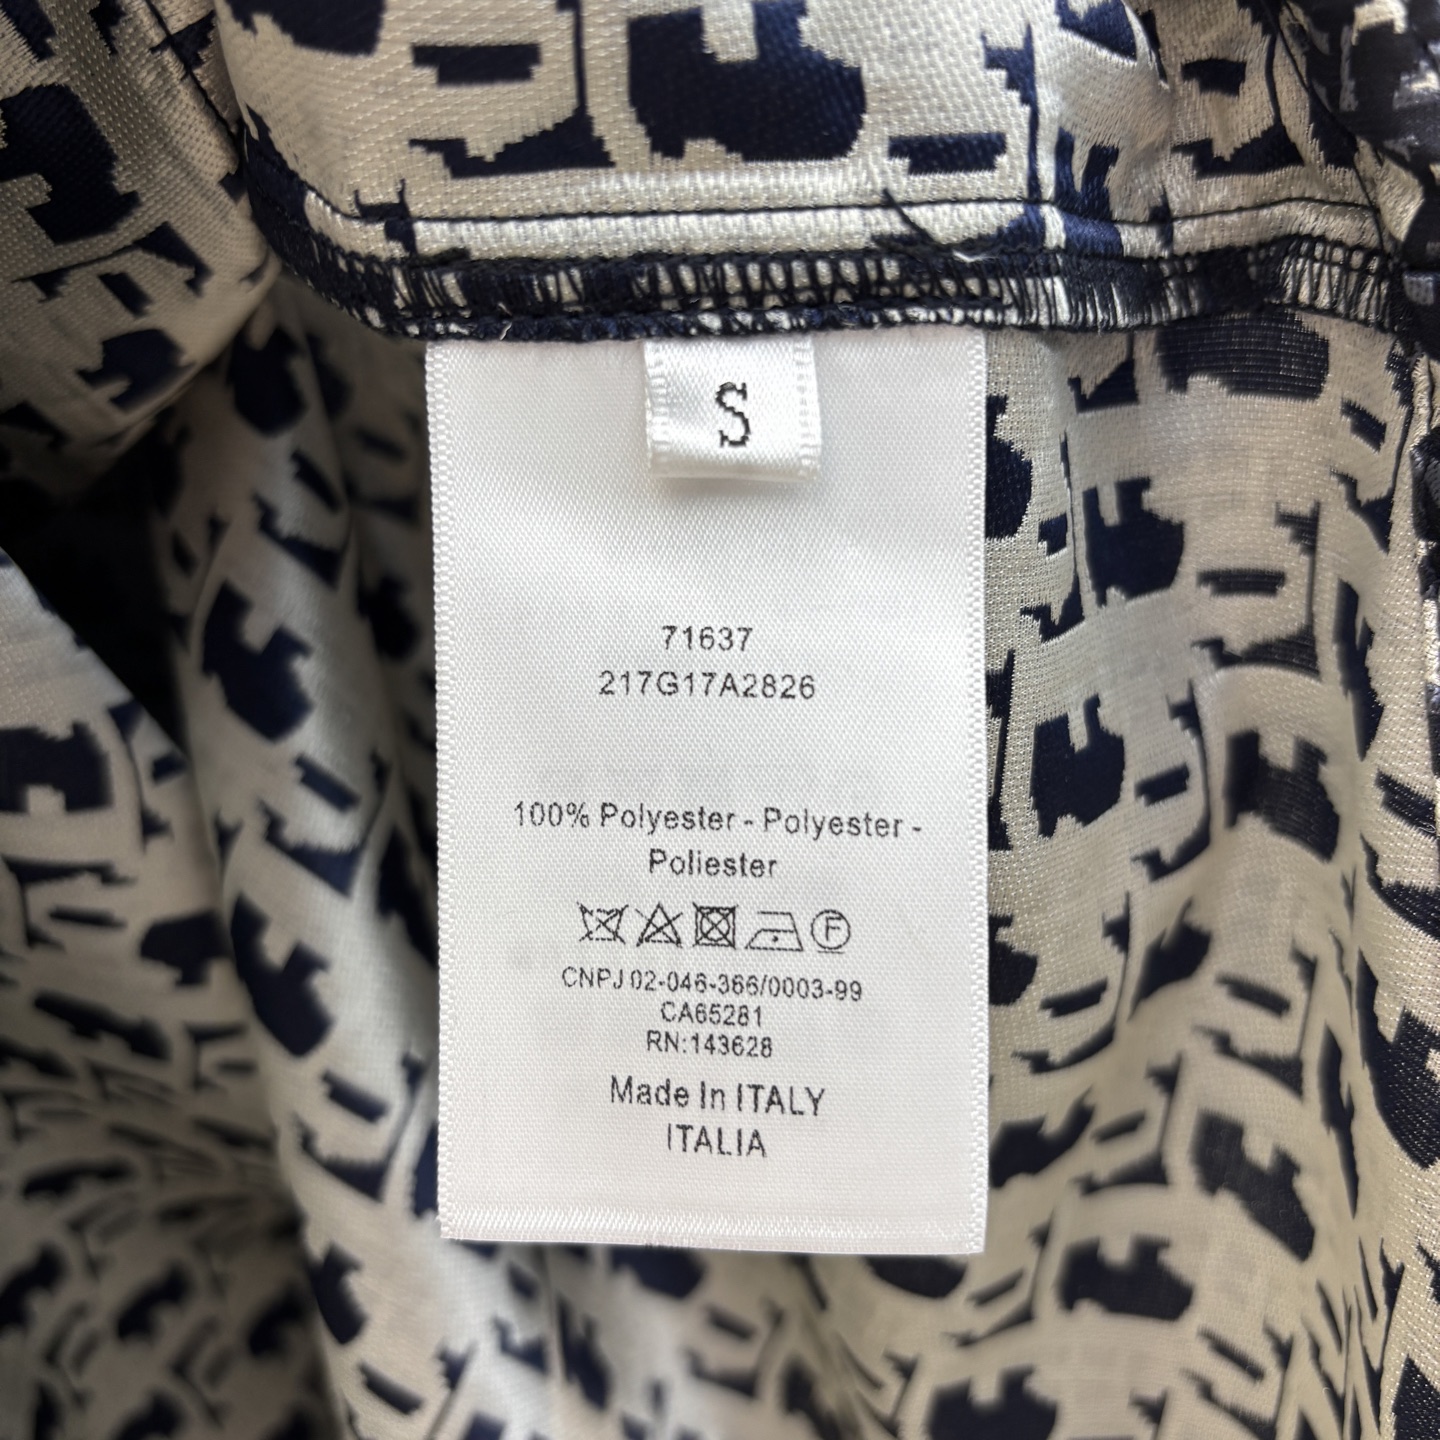 S
71637
217G17A2826
100% Polyester - Polyester -
Poliester
F
CNPJ 02-046-366/0003-99
CA65281
RN:143628
Made In ITALY
ITALIA